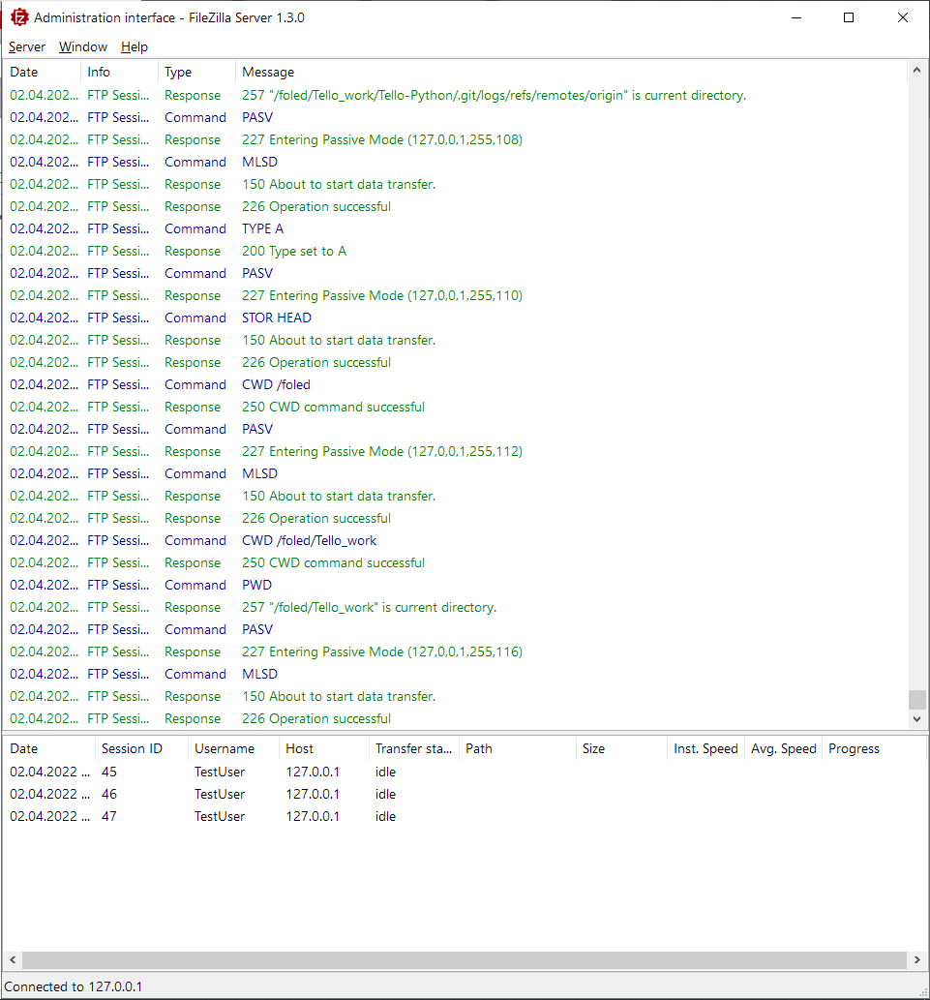 Administration interface - FileZilla Server 1.3.0
Server Window Help
Date Info Type Message
02.04.202... FTP Sessi... Response 257 "/foled/Tello_work/Tello-Python/.git/logs/refs/remotes/origin" is current directory.
02.04.202... FTP Sessi... Command PASV
02.04.202... FTP Sessi... Response 227 Entering Passive Mode (127,0,0,1,255,108)
02.04.202... FTP Sessi... Command MLSD
02.04.202... FTP Sessi... Response 150 About to start data transfer.
02.04.202... FTP Sessi... Response 226 Operation successful
02.04.202... FTP Sessi... Command TYPE A
02.04.202... FTP Sessi... Response 200 Type set to A
02.04.202... FTP Sessi... Command PASV
02.04.202... FTP Sessi... Response 227 Entering Passive Mode (127,0,0,1,255,110)
02.04.202... FTP Sessi... Command STOR HEAD
02.04.202... FTP Sessi... Response 150 About to start data transfer.
02.04.202... FTP Sessi... Response 226 Operation successful
02.04.202... FTP Sessi... Command CWD /foled
02.04.202... FTP Sessi... Response 250 CWD command successful
02.04.202... FTP Sessi... Command PASV
02.04.202... FTP Sessi... Response 227 Entering Passive Mode (127,0,0,1,255,112)
02.04.202... FTP Sessi... Command MLSD
02.04.202... FTP Sessi... Response 150 About to start data transfer.
02.04.202... FTP Sessi... Response 226 Operation successful
02.04.202... FTP Sessi... Command CWD /foled/Tello_work
02.04.202... FTP Sessi... Response 250 CWD command successful
02.04.202... FTP Sessi... Command PWD
02.04.202... FTP Sessi... Response 257 "/foled/Tello_work" is current directory.
02.04.202... FTP Sessi... Command PASV
02.04.202... FTP Sessi... Response 227 Entering Passive Mode (127,0,0,1,255,116)
02.04.202... FTP Sessi... Command MLSD
02.04.202... FTP Sessi... Response 150 About to start data transfer.
02.04.202... FTP Sessi... Response 226 Operation successful
Date Session ID Username Host Transfer sta... Path Size Inst. Speed Avg. Speed Progress
02.04.2022 ... 45 TestUser 127.0.0.1 idle
02.04.2022 ... 46 TestUser 127.0.0.1 idle
02.04.2022 ... 47 TestUser 127.0.0.1 idle
Connected to 127.0.0.1